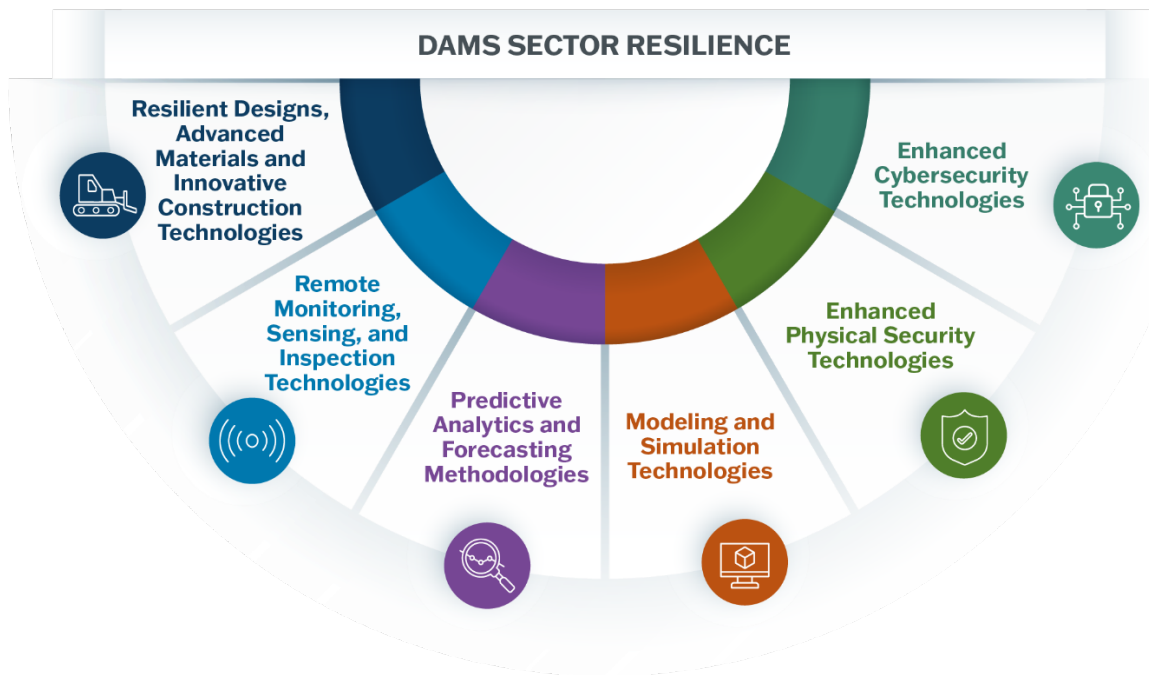 DAMS SECTOR RESILIENCE
Resilient Designs,
Advanced
Materials and
Innovative
Construction
Technologies
Remote
Monitoring,
Sensing, and
Inspection
Technologies
Predictive
Analytics and
Forecasting
Methodologies
Modeling and
Simulation
Technologies
Enhanced
Physical Security
Technologies
Enhanced
Cybersecurity
Technologies